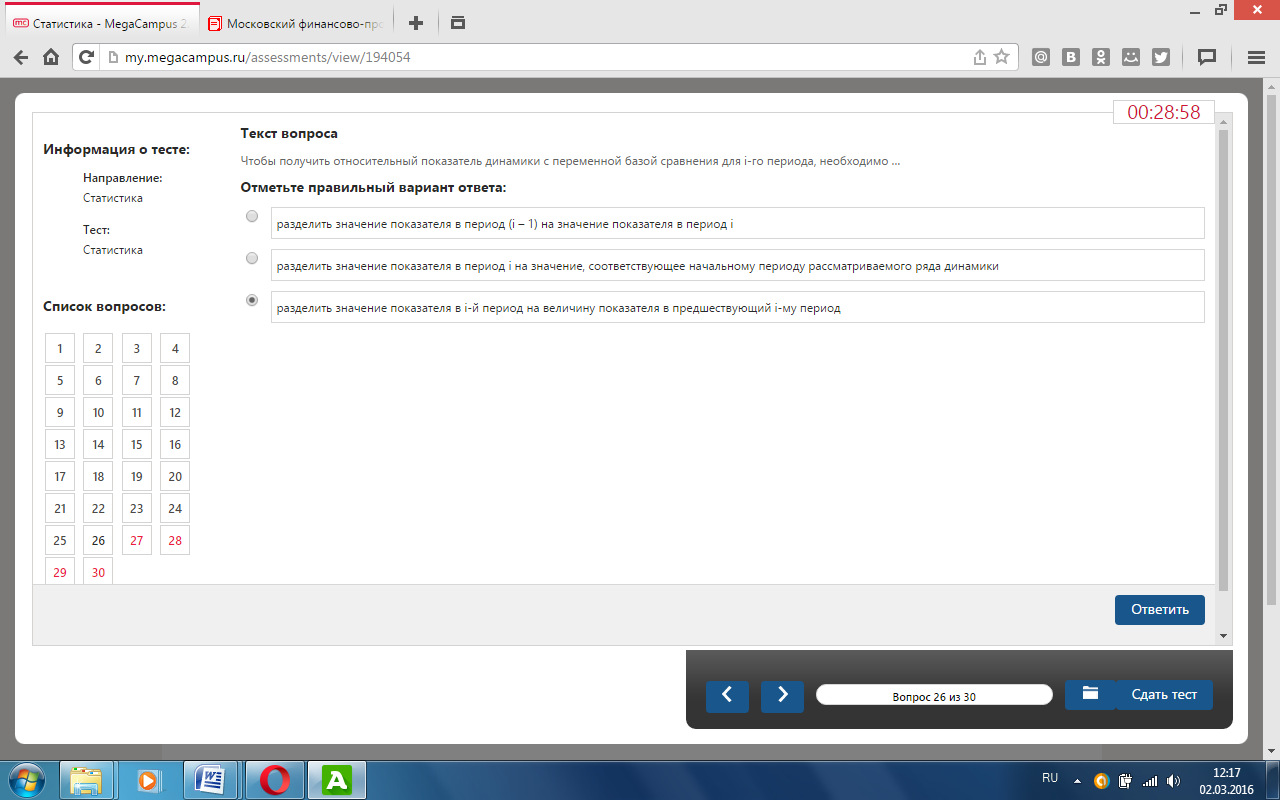 Статистика - MegaCampus 2.
Московский финансово-про
my.megacampus.ru/assessments/view/194054
00:28:58
Информация о тесте:
Направление:
Статистика
Тест:
Статистика
Список вопросов:
1 2 3 4
5 6 7 8
9 10 11 12
13 14 15 16
17 18 19 20
21 22 23 24
25 26 27 28
29 30
Текст вопроса
Чтобы получить относительный показатель динамики с переменной базой сравнения для i-го периода, необходимо ...
Отметьте правильный вариант ответа:
разделить значение показателя в период (i – 1) на значение показателя в период i
разделить значение показателя в период i на значение, соответствующее начальному периоду рассматриваемого ряда динамики
разделить значение показателя в i-й период на величину показателя в предшествующий i-му период
Ответить
Вопрос 26 из 30
Сдать тест
RU
12:17
02.03.2016